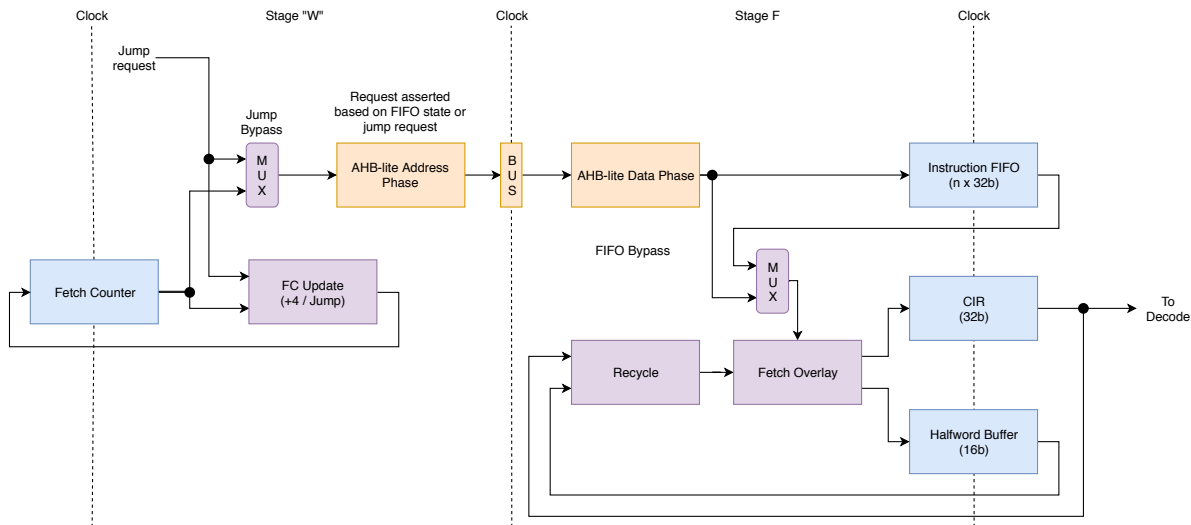 Clock
Stage "W"
Clock
Stage F
Clock
Jump
request
Request asserted
based on FIFO state or
jump request
Jump
Bypass
M
U
X
AHB-lite Address
Phase
B
U
S
AHB-lite Data Phase
Instruction FIFO
(n x 32b)
FIFO Bypass
M
U
X
Fetch Counter
FC Update
(+4 / Jump)
CIR
(32b)
To
Decode
Recycle
Fetch Overlay
Halfword Buffer
(16b)